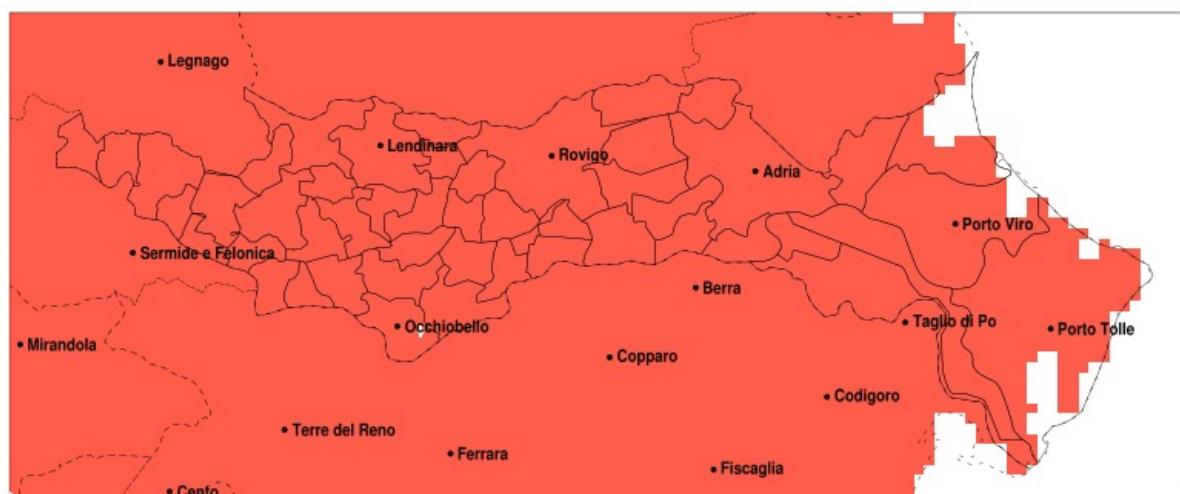 Legnago
Lendinara
Rovigo
Adria
Porto Viro
Sermide e Felonica
Berra
Occhiobello
Taglio di Po
Porto Tolle
Mirandola
Copparo
Codigoro
Terre del Reno
Ferrara
Fiscaglia
Cento